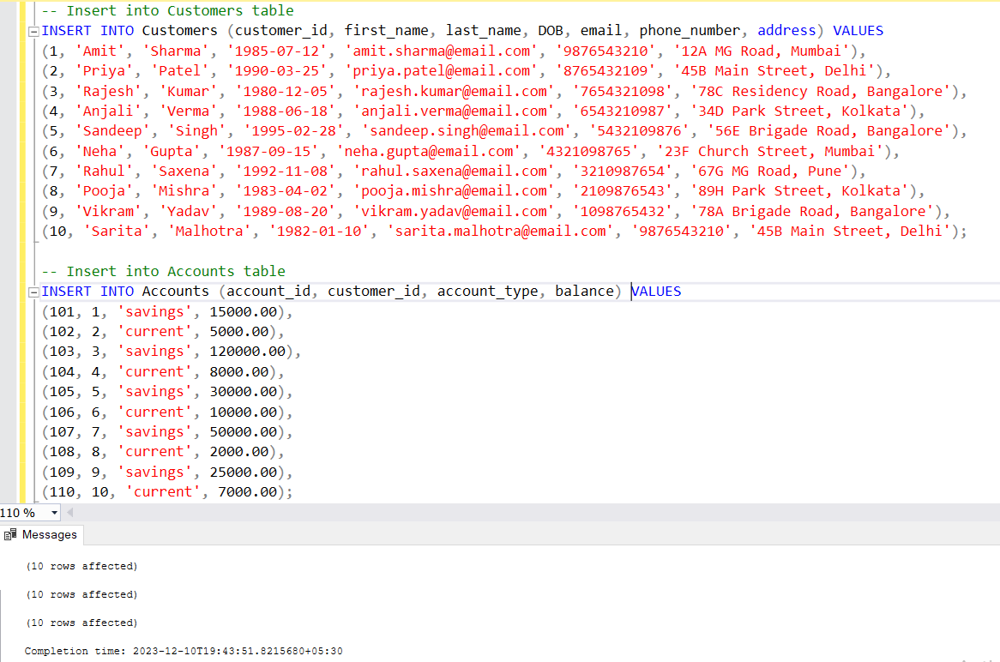 -- Insert into Customers table
INSERT INTO Customers (customer_id, first_name, last_name, DOB, email, phone_number, address) VALUES
(1, 'Amit', 'Sharma', '1985-07-12', 'amit.sharma@email.com', '9876543210', '12A MG Road, Mumbai'),
(2, 'Priya', 'Patel', '1990-03-25', 'priya.patel@email.com', '8765432109', '45B Main Street, Delhi'),
(3, 'Rajesh', 'Kumar', '1980-12-05', 'rajesh.kumar@email.com', '7654321098', '78C Residency Road, Bangalore'),
(4, 'Anjali', 'Verma', '1988-06-18', 'anjali.verma@email.com', '6543210987', '34D Park Street, Kolkata'),
(5, 'Sandeep', 'Singh', '1995-02-28', 'sandeep.singh@email.com', '5432109876', '56E Brigade Road, Bangalore'),
(6, 'Neha', 'Gupta', '1987-09-15', 'neha.gupta@email.com', '4321098765', '23F Church Street, Mumbai'),
(7, 'Rahul', 'Saxena', '1992-11-08', 'rahul.saxena@email.com', '3210987654', '67G MG Road, Pune'),
(8, 'Pooja', 'Mishra', '1983-04-02', 'pooja.mishra@email.com', '2109876543', '89H Park Street, Kolkata'),
(9, 'Vikram', 'Yadav', '1989-08-20', 'vikram.yadav@email.com', '1098765432', '78A Brigade Road, Bangalore'),
(10, 'Sarita', 'Malhotra', '1982-01-10', 'sarita.malhotra@email.com', '9876543210', '45B Main Street, Delhi');
-- Insert into Accounts table
INSERT INTO Accounts (account_id, customer_id, account_type, balance) VALUES
(101, 1, 'savings', 15000.00),
(102, 2, 'current', 5000.00),
(103, 3, 'savings', 120000.00),
(104, 4, 'current', 8000.00),
(105, 5, 'savings', 30000.00),
(106, 6, 'current', 10000.00),
(107, 7, 'savings', 50000.00),
(108, 8, 'current', 2000.00),
(109, 9, 'savings', 25000.00),
(110, 10, 'current', 7000.00);
110 %
Messages
(10 rows affected)
(10 rows affected)
(10 rows affected)
Completion time: 2023-12-10T19:43:51.8215680+05:30